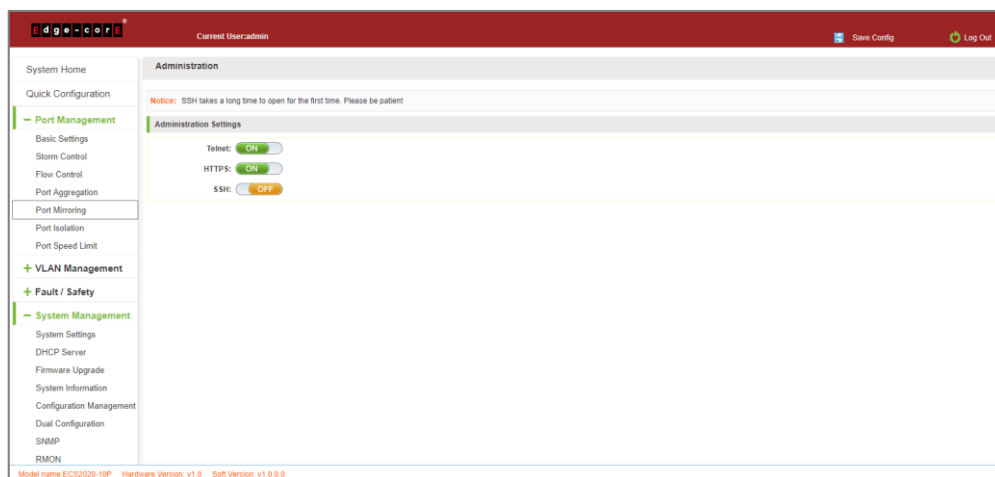 Edge-corE
Current User:admin
Save Config
Log Out
System Home
Quick Configuration
Port Management
Basic Settings
Storm Control
Flow Control
Port Aggregation
Port Mirroring
Port Isolation
Port Speed Limit
VLAN Management
Fault / Safety
System Management
System Settings
DHCP Server
Firmware Upgrade
System Information
Configuration Management
Dual Configuration
SNMP
RMON
Administration
Notice: SSH takes a long time to open for the first time. Please be patient
Administration Settings
Telnet: ON
HTTPS: ON
SSH: OFF
Model name:ECS2020-10P Hardware Version: v1.0 Soft Version: v1.0.0.0